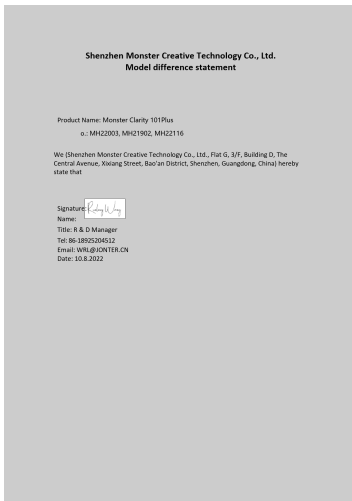 Shenzhen Monster Creative Technology Co., Ltd.
Model difference statement
Product Name: Monster Clarity 101Plus
o.: MH22003, MH21902, MH22116
We (Shenzhen Monster Creative Technology Co., Ltd., Flat G, 3/F, Building D, The
Central Avenue, Xixiang Street, Bao'an District, Shenzhen, Guangdong, China) hereby
state that
Signature:
Name:
Title: R & D Manager
Tel: 86-18925204512
Email: WRL@JONTER.CN
Date: 10.8.2022